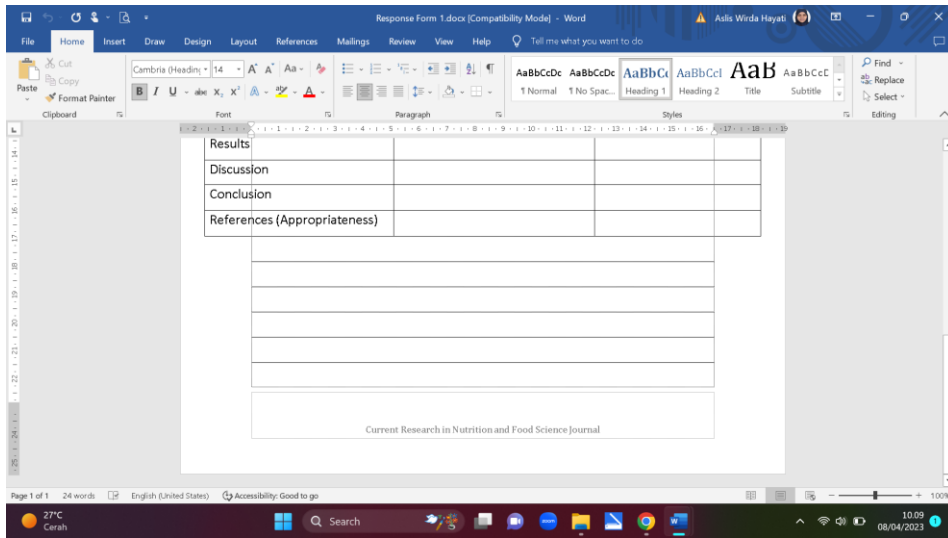 Response Form 1.docx [Compatibility Mode] - Word
Aslis Wirda Hayati
File Home Insert Draw Design Layout References Mailings Review View Help Tell me what you want to do
Paste
Cut
Copy
Format Painter
Clipboard
Cambria (Headin 14
Font
Paragraph
AaBbCcDc AaBbCcDc AaBbCc AaBbCcI AaB AaBbCcC
¶ Normal ¶ No Spac... Heading 1 Heading 2 Title Subtitle
Styles
Find
Replace
Select
Editing
Results
Discussion
Conclusion
References (Appropriateness)
Current Research in Nutrition and Food Science Journal
Page 1 of 1 24 words English (United States) Accessibility: Good to go 100%
27°C
Cerah
Search
10.09
08/04/2023